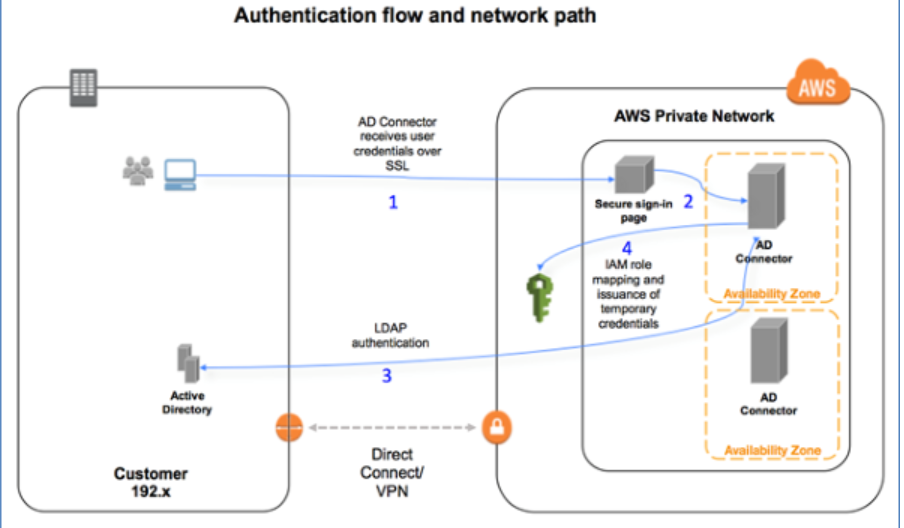 Authentication flow and network path
AWS
AWS Private Network
AD Connector
receives user
credentials over
SSL
1
Secure sign-in
page
2
AD
Connector
Availability Zone
4
IAM role
mapping and
issuance of
temporary
credentials
LDAP
authentication
3
Active
Directory
AD
Connector
Availability Zone
Direct
Connect/
VPN
Customer
192.x